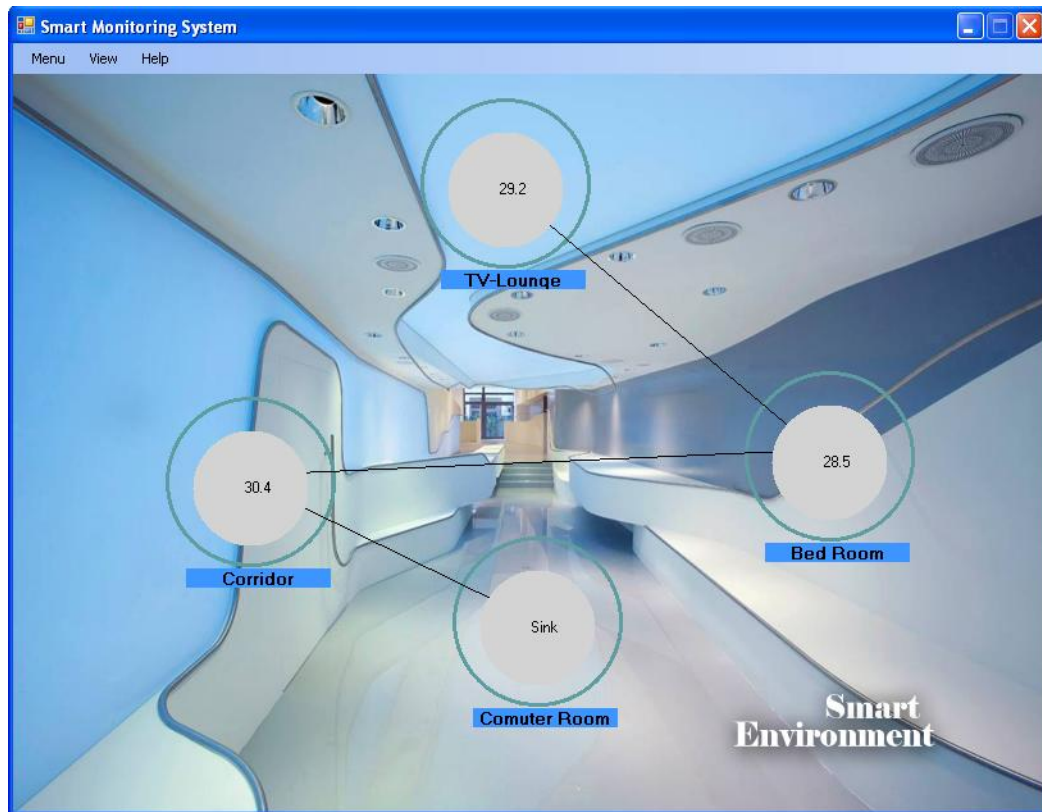 Smart Monitoring System
Menu View Help
29.2
TV-Lounge
30.4
28.5
Corridor
Bed Room
Sink
Comuter Room
Smart
Environment